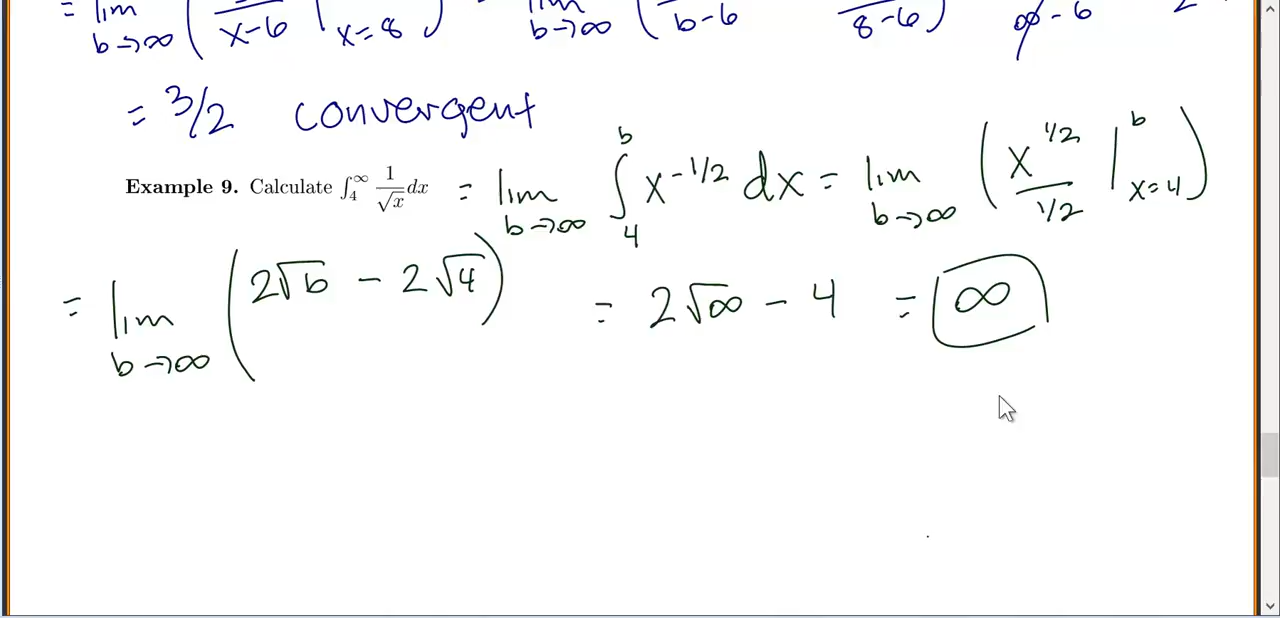 = lim b→∞ ( x-6 | x=8 ) lim b→∞ ( b-6 8-6 ) ∞-6 2
= 3/2 convergent
Example 9. Calculate ∫₄^∞ 1/√x dx = lim b→∞ ∫₄^b x^(-1/2) dx = lim b→∞ ( x^(1/2) / 1/2 |^b x=4 )
= lim b→∞ ( 2√b - 2√4 ) = 2√∞ - 4 = ∞